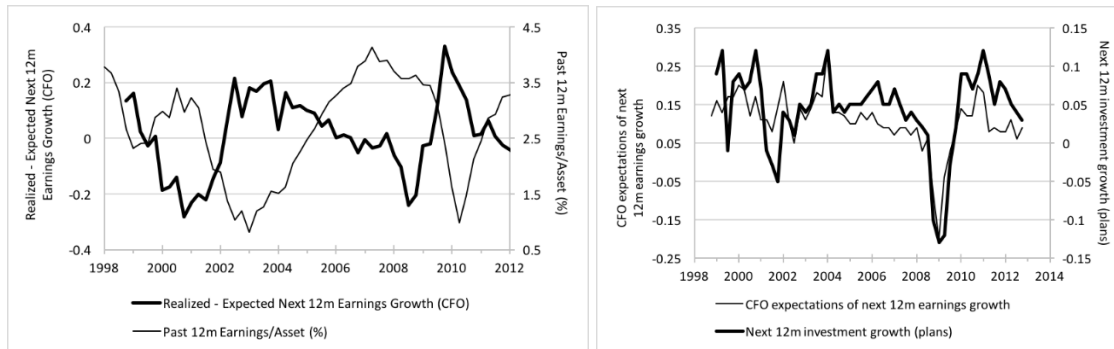 0.4
0.2
0
-0.2
-0.4
Realized - Expected Next 12m
Earnings Growth (CFO)
4.5
3.5
2.5
1.5
0.5
Past 12m Earnings/Asset (%)
1998 2000 2002 2004 2006 2008 2010 2012
Realized - Expected Next 12m Earnings Growth (CFO)
Past 12m Earnings/Asset (%)
0.35
0.25
0.15
0.05
-0.05
-0.15
-0.25
CFO expectations of next
12m earnings growth
0.15
0.1
0.05
0
-0.05
-0.1
-0.15
Next 12m investment growth (plans)
1998 2000 2002 2004 2006 2008 2010 2012 2014
CFO expectations of next 12m earnings growth
Next 12m investment growth (plans)